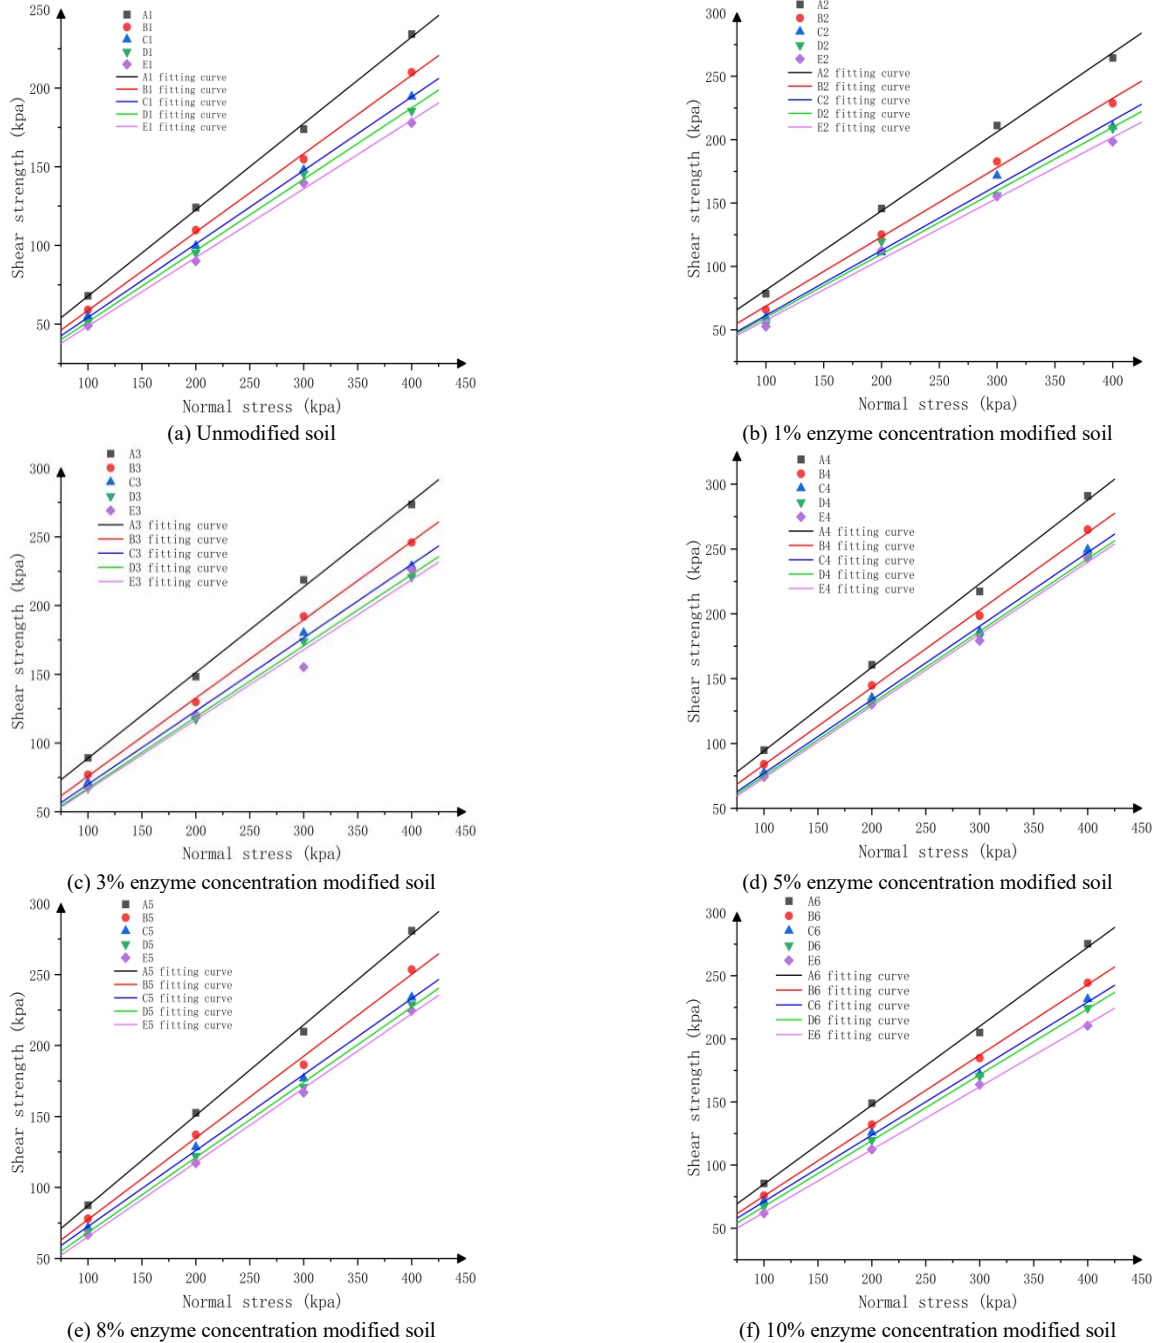 250
200
150
100
50
Shear strength (kpa)
A1
B1
C1
D1
E1
A1 fitting curve
B1 fitting curve
C1 fitting curve
D1 fitting curve
E1 fitting curve
100 150 200 250 300 350 400 450
Normal stress (kpa)
(a) Unmodified soil
300
250
200
150
100
50
Shear strength (kpa)
A2
B2
C2
D2
E2
A2 fitting curve
B2 fitting curve
C2 fitting curve
D2 fitting curve
E2 fitting curve
100 150 200 250 300 350 400
Normal stress (kpa)
(b) 1% enzyme concentration modified soil
300
250
200
150
100
50
Shear strength (kpa)
A3
B3
C3
D3
E3
A3 fitting curve
B3 fitting curve
C3 fitting curve
D3 fitting curve
E3 fitting curve
100 150 200 250 300 350 400 450
Normal stress (kpa)
(c) 3% enzyme concentration modified soil
300
250
200
150
100
50
Shear strength (kpa)
A4
B4
C4
D4
E4
A4 fitting curve
B4 fitting curve
C4 fitting curve
D4 fitting curve
E4 fitting curve
100 150 200 250 300 350 400 450
Normal stress (kpa)
(d) 5% enzyme concentration modified soil
300
250
200
150
100
50
Shear strength (kpa)
A5
B5
C5
D5
E5
A5 fitting curve
B5 fitting curve
C5 fitting curve
D5 fitting curve
E5 fitting curve
100 150 200 250 300 350 400 450
Normal stress (kpa)
(e) 8% enzyme concentration modified soil
300
250
200
150
100
50
Shear strength (kpa)
A6
B6
C6
D6
E6
A6 fitting curve
B6 fitting curve
C6 fitting curve
D6 fitting curve
E6 fitting curve
100 150 200 250 300 350 400 450
Normal stress (kpa)
(f) 10% enzyme concentration modified soil